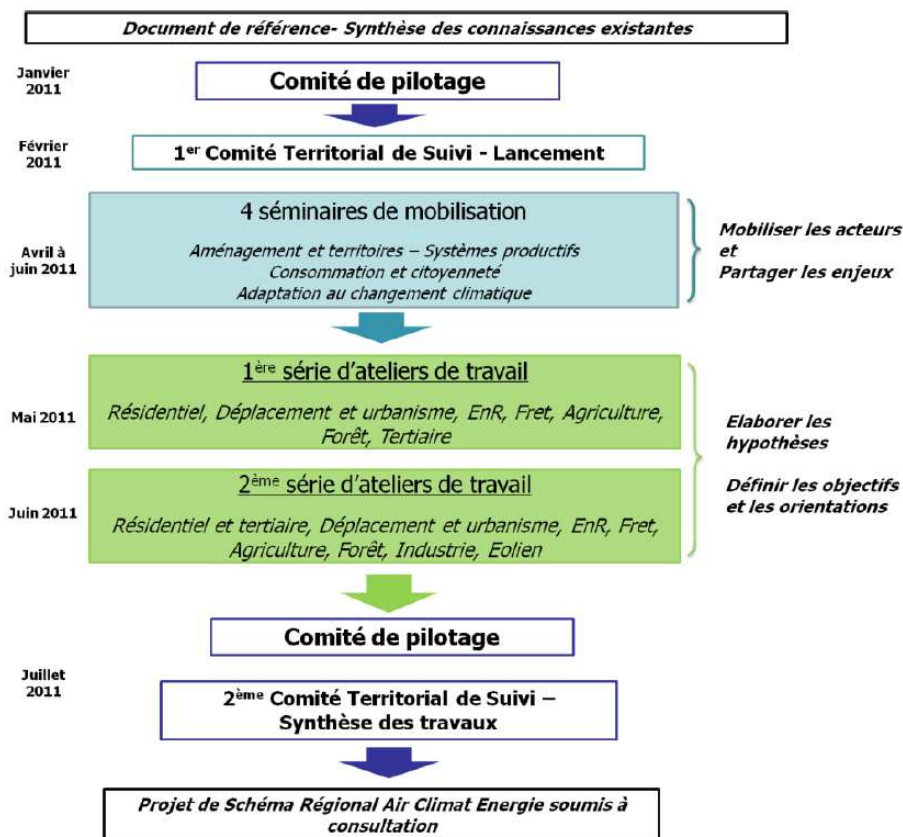 Document de référence- Synthèse des connaissances existantes
Janvier
2011
Comité de pilotage
Février
2011
1er Comité Territorial de Suivi - Lancement
4 séminaires de mobilisation
Aménagement et territoires – Systèmes productifs
Consommation et citoyenneté
Adaptation au changement climatique
Avril à
juin 2011
Mobiliser les acteurs
et
Partager les enjeux
1ère série d'ateliers de travail
Résidentiel, Déplacement et urbanisme, EnR, Fret, Agriculture,
Forêt, Tertiaire
Mai 2011
2ème série d'ateliers de travail
Résidentiel et tertiaire, Déplacement et urbanisme, EnR, Fret,
Agriculture, Forêt, Industrie, Eolien
Juin 2011
Elaborer les
hypothèses
Définir les objectifs
et les orientations
Comité de pilotage
Juillet
2011
2ème Comité Territorial de Suivi –
Synthèse des travaux
Projet de Schéma Régional Air Climat Energie soumis à
consultation